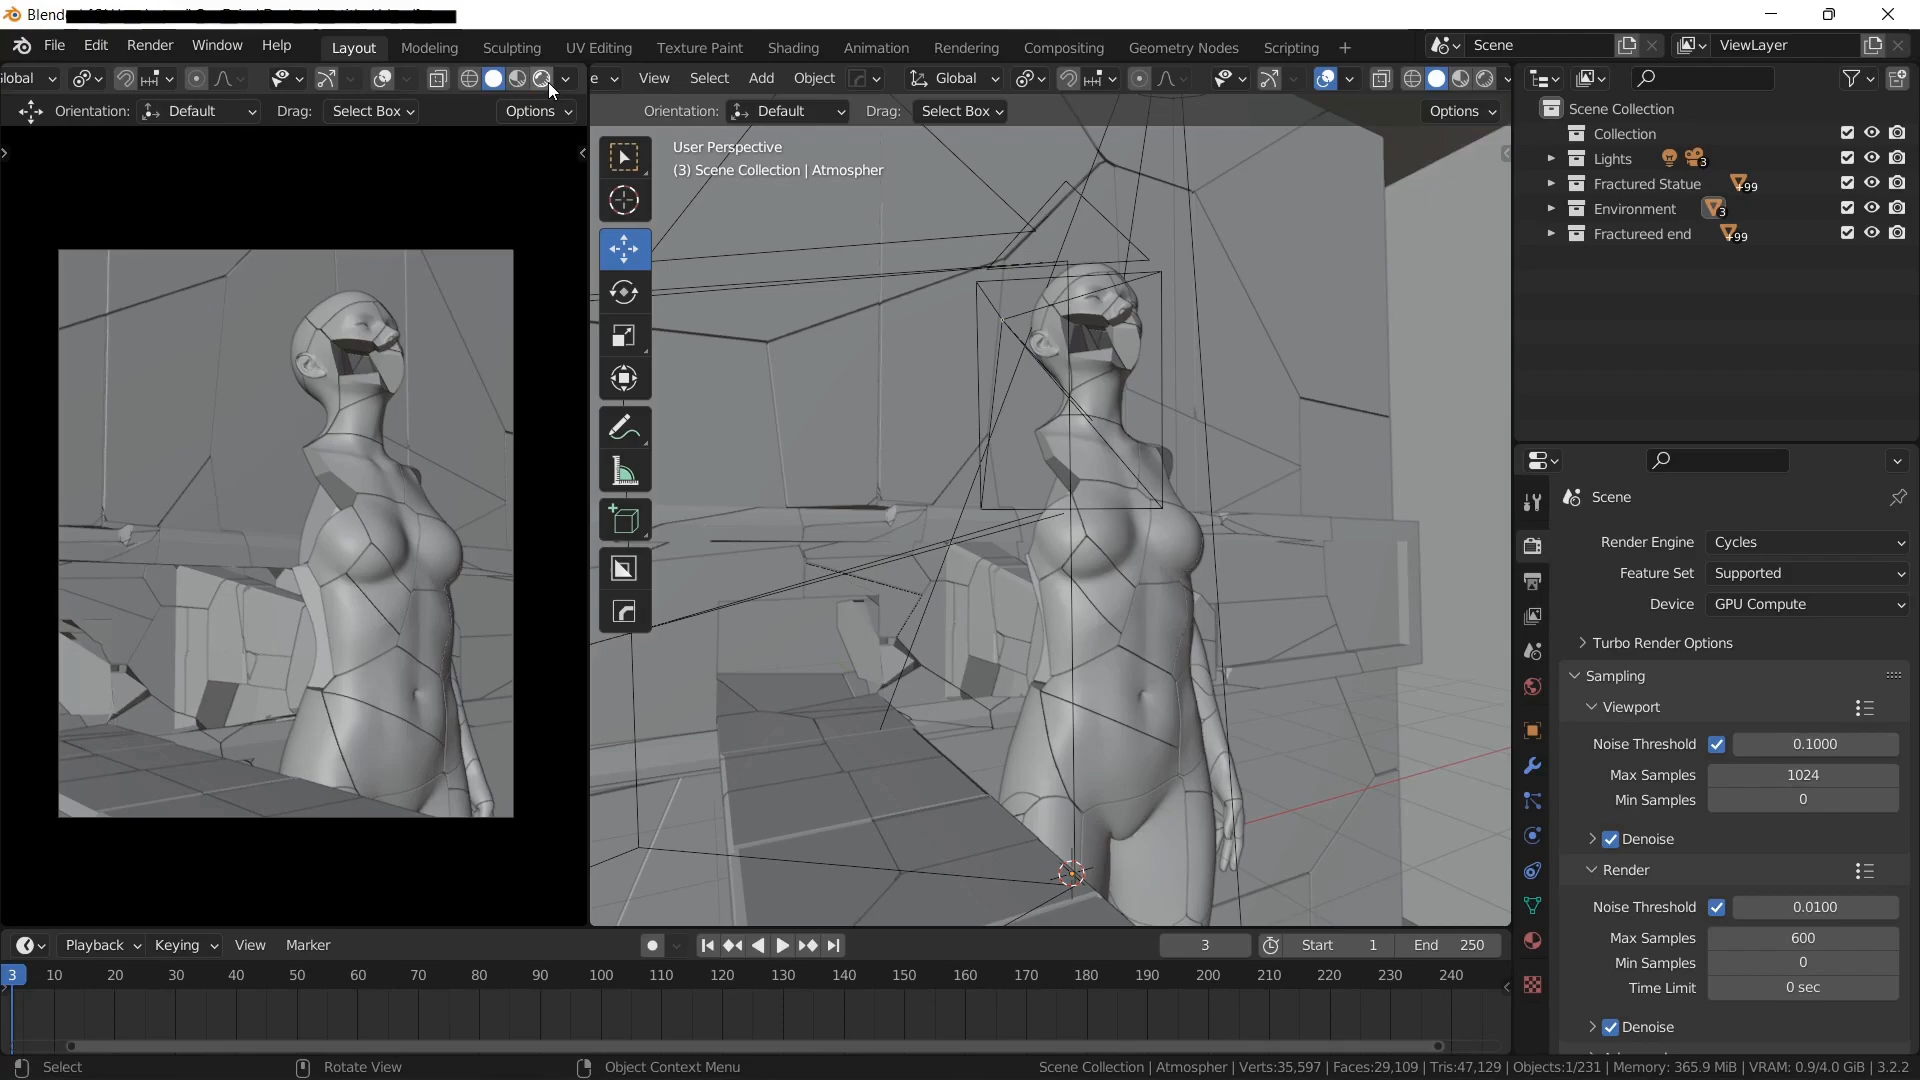 Blende
File Edit Render Window Help Layout Modeling Sculpting UV Editing Texture Paint Shading Animation Rendering Compositing Geometry Nodes Scripting + Scene ViewLayer
lobal e View Select Add Object Global
Orientation: Default Drag: Select Box Options Orientation: Default Drag: Select Box Options
User Perspective
(3) Scene Collection | Atmospher
Scene Collection
Collection
Lights 3
Fractured Statue +99
Environment 3
Fractureed end +99
Scene
Render Engine Cycles
Feature Set Supported
Device GPU Compute
Turbo Render Options
Sampling
Viewport
Noise Threshold 0.1000
Max Samples 1024
Min Samples 0
Denoise
Render
Noise Threshold 0.0100
Max Samples 600
Min Samples 0
Time Limit 0 sec
Denoise
Playback Keying View Marker 3 Start 1 End 250
3 10 20 30 40 50 60 70 80 90 100 110 120 130 140 150 160 170 180 190 200 210 220 230 240
Select Rotate View Object Context Menu Scene Collection | Atmospher | Verts:35,597 | Faces:29,109 | Tris:47,129 | Objects:1/231 | Memory: 365.9 MiB | VRAM: 0.9/4.0 GiB | 3.2.2